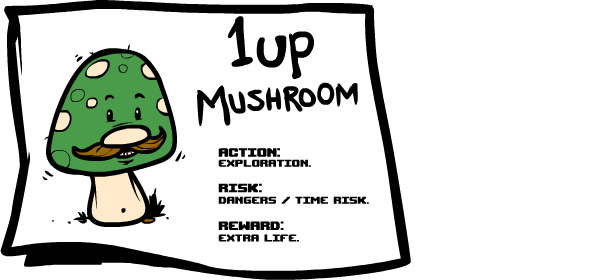 1up
MUSHROOM
ACTION:
EXPLORATION.
RISK:
DANGERS / TIME RISK.
REWARD:
EXTRA LIFE.